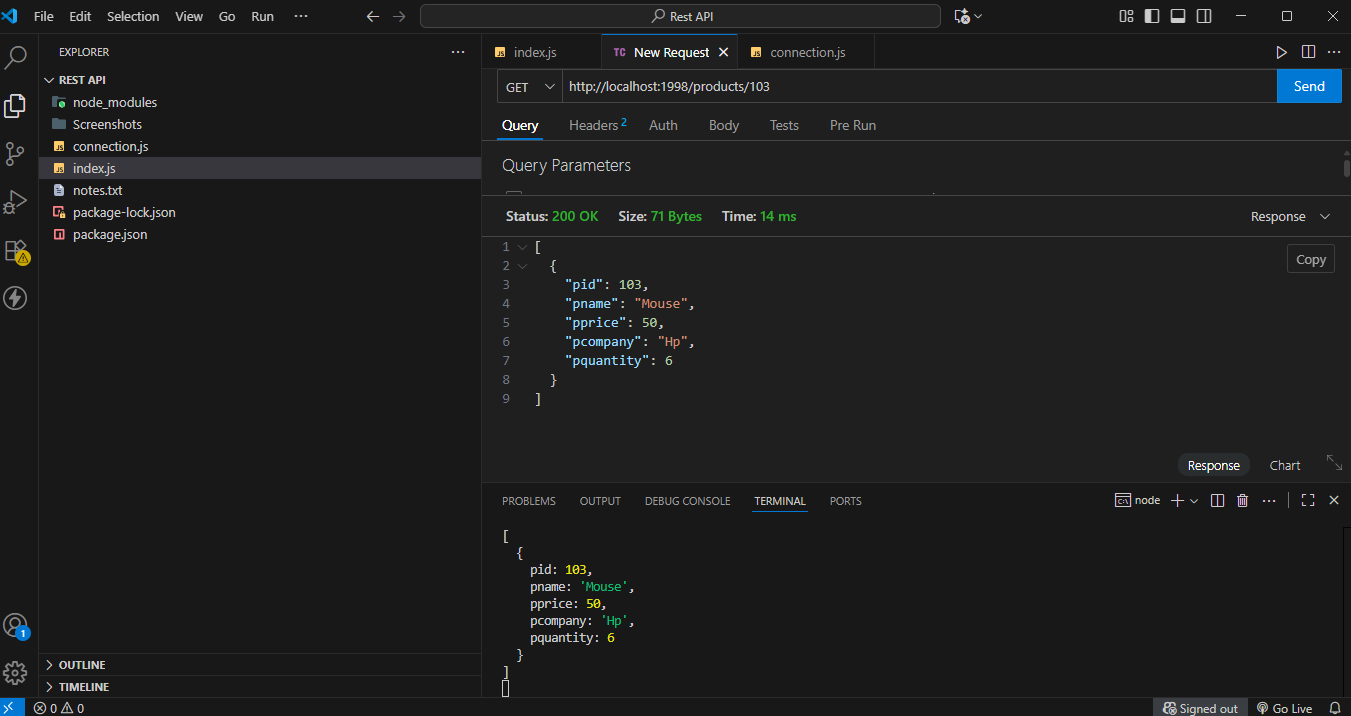 File Edit Selection View Go Run ··· Rest API
EXPLORER ···
REST API
node_modules
Screenshots
connection.js
index.js
notes.txt
package-lock.json
package.json
OUTLINE
TIMELINE
JS index.js TC New Request JS connection.js ···
GET http://localhost:1998/products/103 Send
Query Headers 2 Auth Body Tests Pre Run
Query Parameters
Status: 200 OK Size: 71 Bytes Time: 14 ms Response
Copy
1 [
2 {
3 "pid": 103,
4 "pname": "Mouse",
5 "pprice": 50,
6 "pcompany": "Hp",
7 "pquantity": 6
8 }
9 ]
Response Chart
PROBLEMS OUTPUT DEBUG CONSOLE TERMINAL PORTS node ···
[
{
pid: 103,
pname: 'Mouse',
pprice: 50,
pcompany: 'Hp',
pquantity: 6
}
]
1
0 0 Signed out Go Live